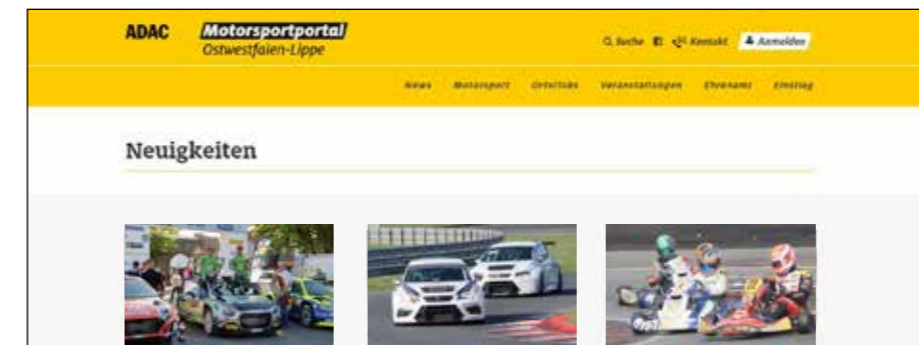 ADAC
Motorsportportal
Ostwestfalen-Lippe
Suche
Kontakt
Anmelden
News Motorsport Ortsclubs Veranstaltungen Ehrenamt Einstieg
Neuigkeiten